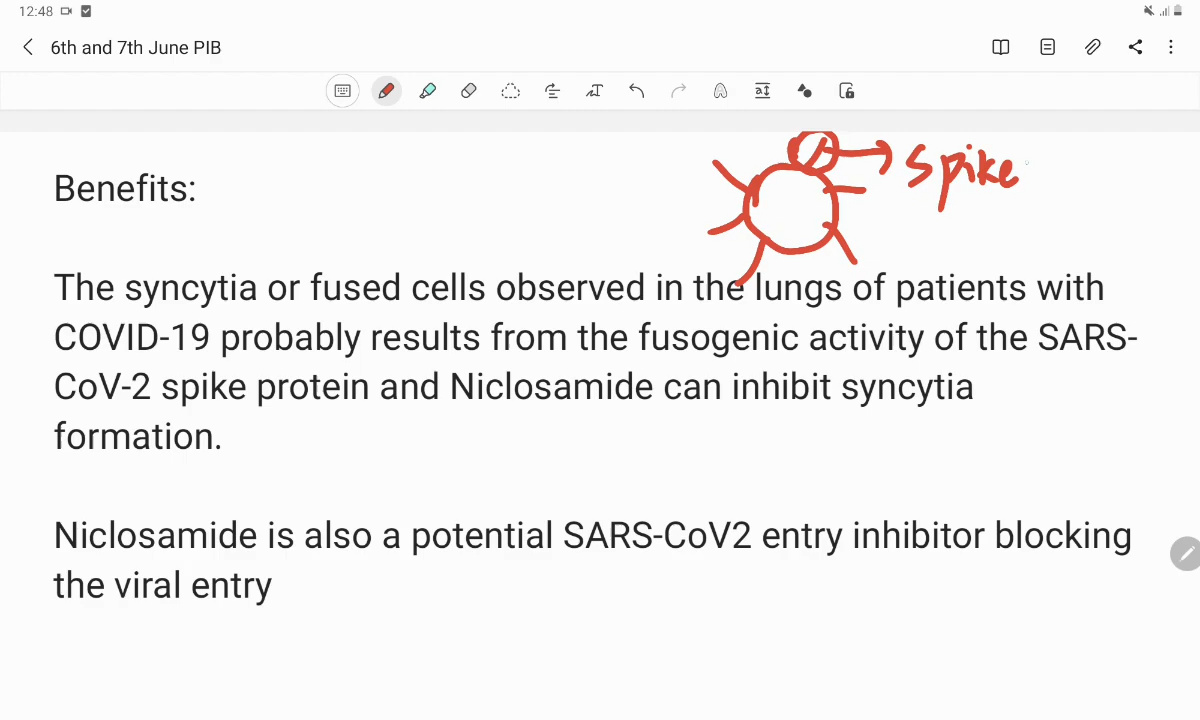 12:48
6th and 7th June PIB
spike
Benefits:
The syncytia or fused cells observed in the lungs of patients with
COVID-19 probably results from the fusogenic activity of the SARS-
CoV-2 spike protein and Niclosamide can inhibit syncytia
formation.
Niclosamide is also a potential SARS-CoV2 entry inhibitor blocking
the viral entry